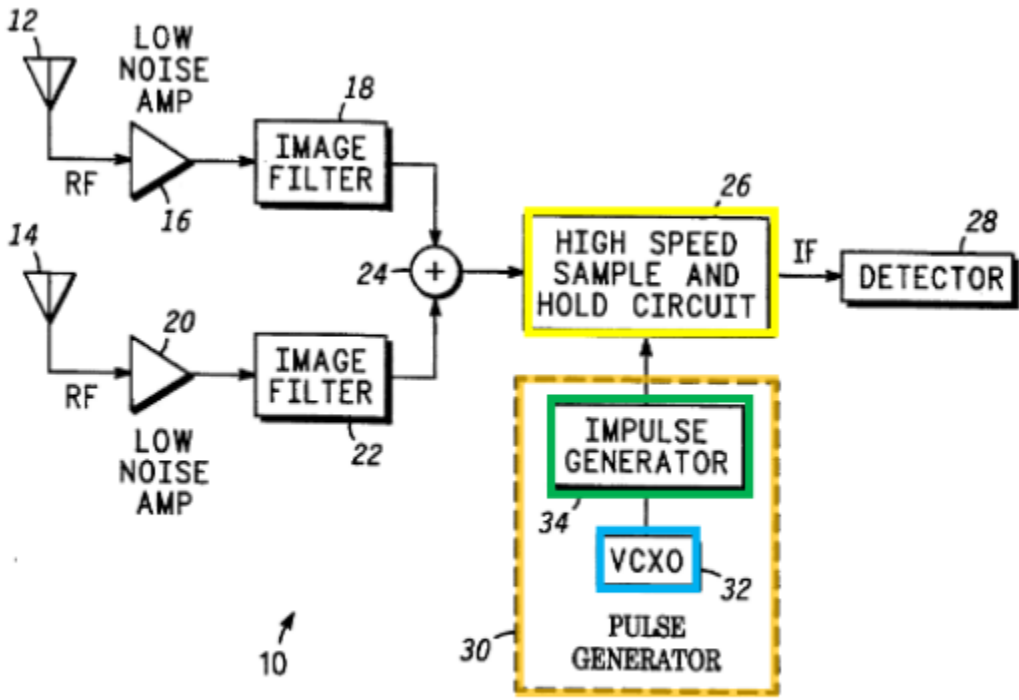 12
LOW
NOISE
AMP
18
IMAGE
FILTER
RF
16
26
HIGH SPEED
SAMPLE AND
HOLD CIRCUIT
IF
28
DETECTOR
14
24
+
20
IMAGE
FILTER
RF
22
LOW
NOISE
AMP
IMPULSE
GENERATOR
34
VCXO
32
30
PULSE
GENERATOR
10